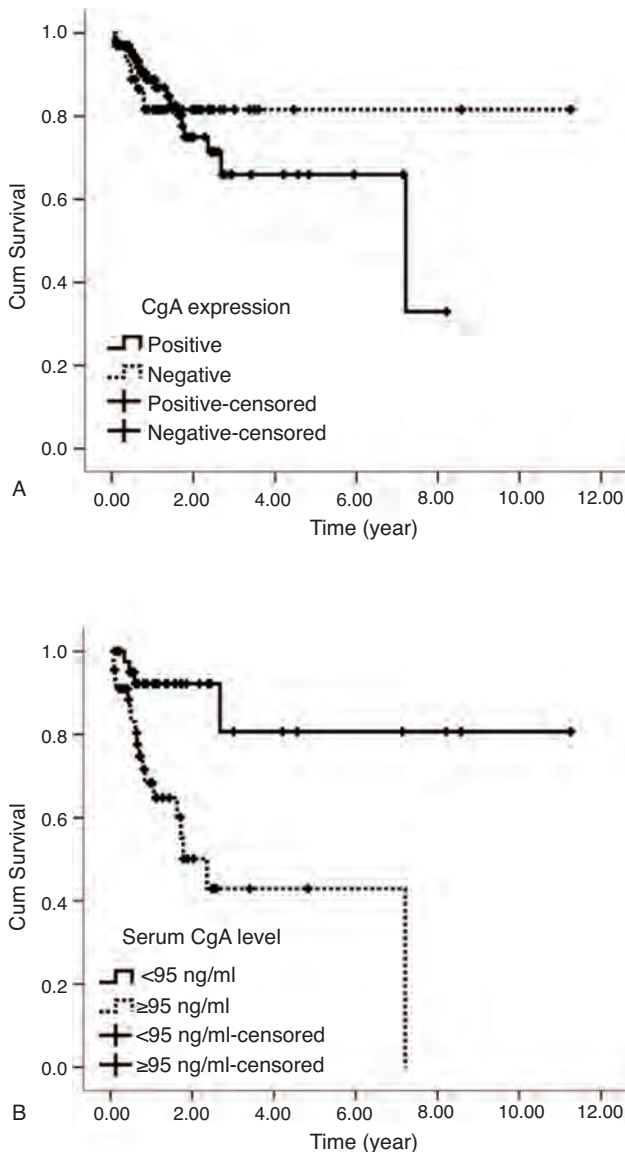 1.0
0.8
0.6
0.4
0.2
0.0
Cum Survival
CgA expression
Positive
Negative
Positive-censored
Negative-censored
A
0.00 2.00 4.00 6.00 8.00 10.00 12.00
Time (year)
1.0
0.8
0.6
0.4
0.2
0.0
Cum Survival
Serum CgA level
<95 ng/ml
≥95 ng/ml
<95 ng/ml-censored
≥95 ng/ml-censored
B
0.00 2.00 4.00 6.00 8.00 10.00 12.00
Time (year)